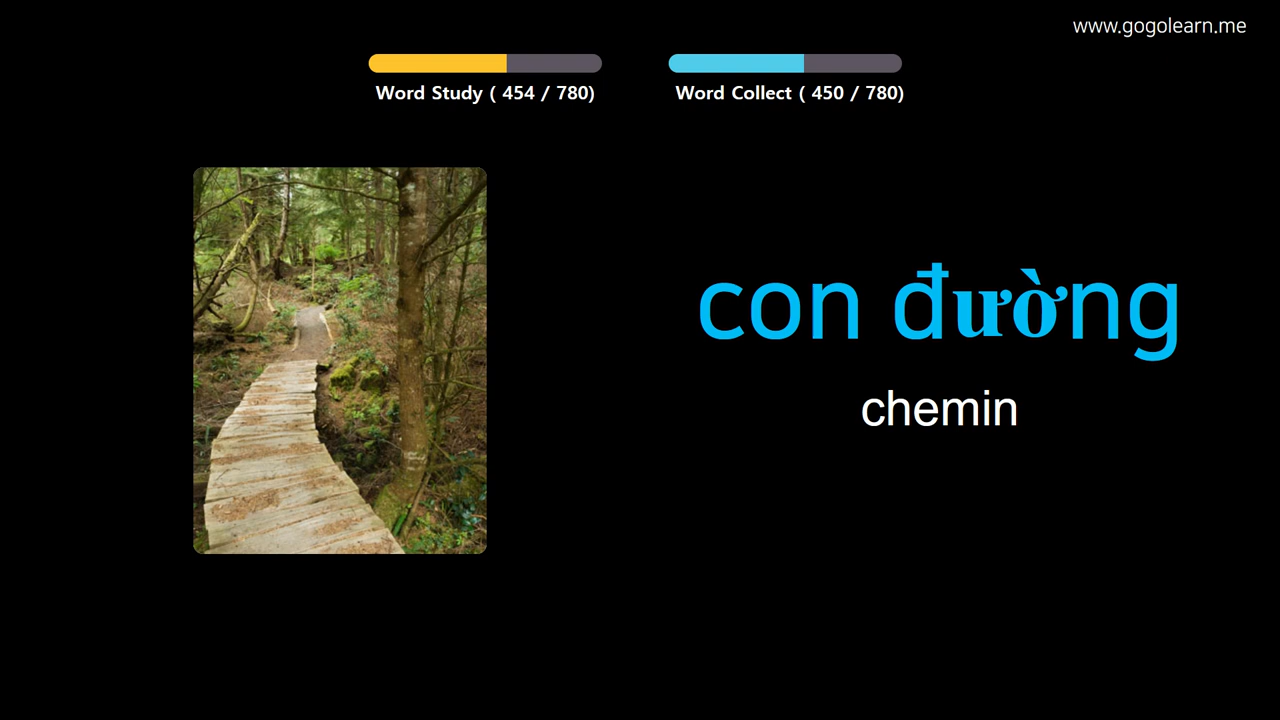 www.gogolearn.me
Word Study ( 454 / 780)
Word Collect ( 450 / 780)
con đường
chemin